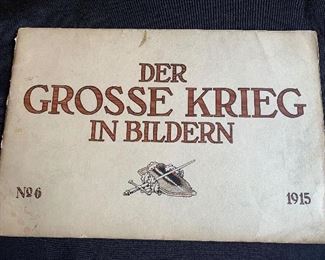 DER
GROSSE KRIEG
IN BILDERN
No 6 1915